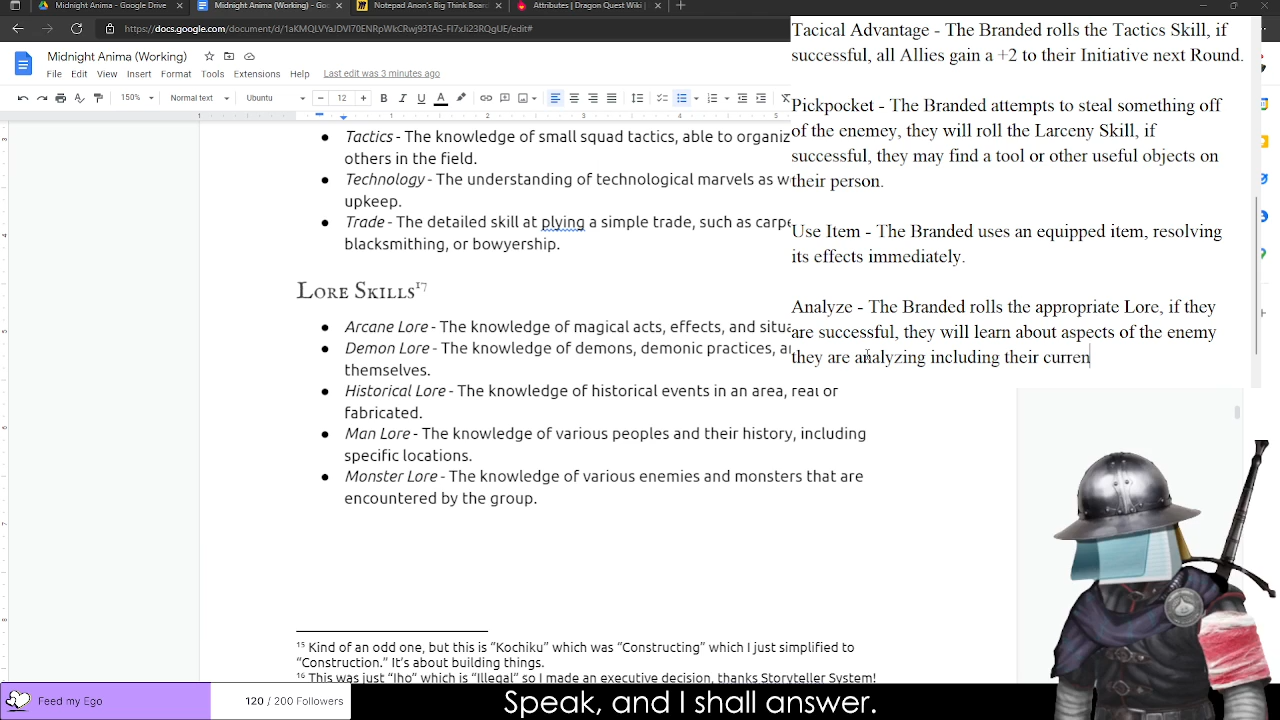 Midnight Anima - Google Drive
Midnight Anima (Working) - Go
Notepad Anon's Big Think Board
Attributes | Dragon Quest Wiki |
https://docs.google.com/document/d/1aKMQLVYaJDVl70ENRpWkCRwj93TAS-FI7xJi23RQgUE/edit#
Midnight Anima (Working)
File Edit View Insert Format Tools Extensions Help Last edit was 3 minutes ago
150% Normal text Ubuntu 12
Tactics - The knowledge of small squad tactics, able to organiz
others in the field.
Technology - The understanding of technological marvels as w
upkeep.
Trade - The detailed skill at plying a simple trade, such as carpe
blacksmithing, or bowyership.
Lore Skills17
Arcane Lore - The knowledge of magical acts, effects, and situa
Demon Lore - The knowledge of demons, demonic practices, a
themselves.
Historical Lore - The knowledge of historical events in an area, real or
fabricated.
Man Lore - The knowledge of various peoples and their history, including
specific locations.
Monster Lore - The knowledge of various enemies and monsters that are
encountered by the group.
15 Kind of an odd one, but this is “Kochiku” which was “Constructing” which I just simplified to
“Construction.” It’s about building things.
16 This was just “Iho” which is “Illegal” so I made an executive decision, thanks Storyteller System!
Tacical Advantage - The Branded rolls the Tactics Skill, if
successful, all Allies gain a +2 to their Initiative next Round.
Pickpocket - The Branded attempts to steal something off
of the enemey, they will roll the Larceny Skill, if
successful, they may find a tool or other useful objects on
their person.
Use Item - The Branded uses an equipped item, resolving
its effects immediately.
Analyze - The Branded rolls the appropriate Lore, if they
are successful, they will learn about aspects of the enemy
they are analyzing including their curren
Feed my Ego 120 / 200 Followers
Speak, and I shall answer.